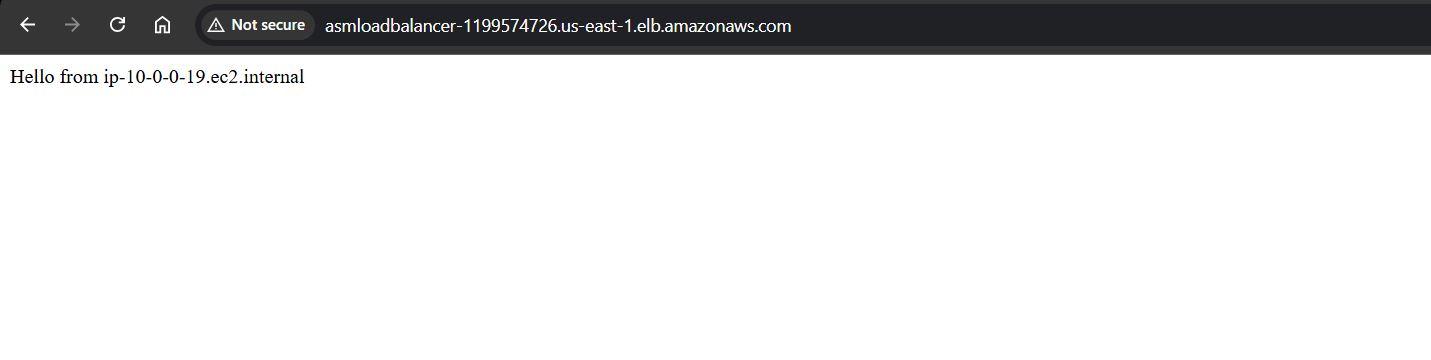 Not secure asmloadbalancer-1199574726.us-east-1.elb.amazonaws.com
Hello from ip-10-0-0-19.ec2.internal